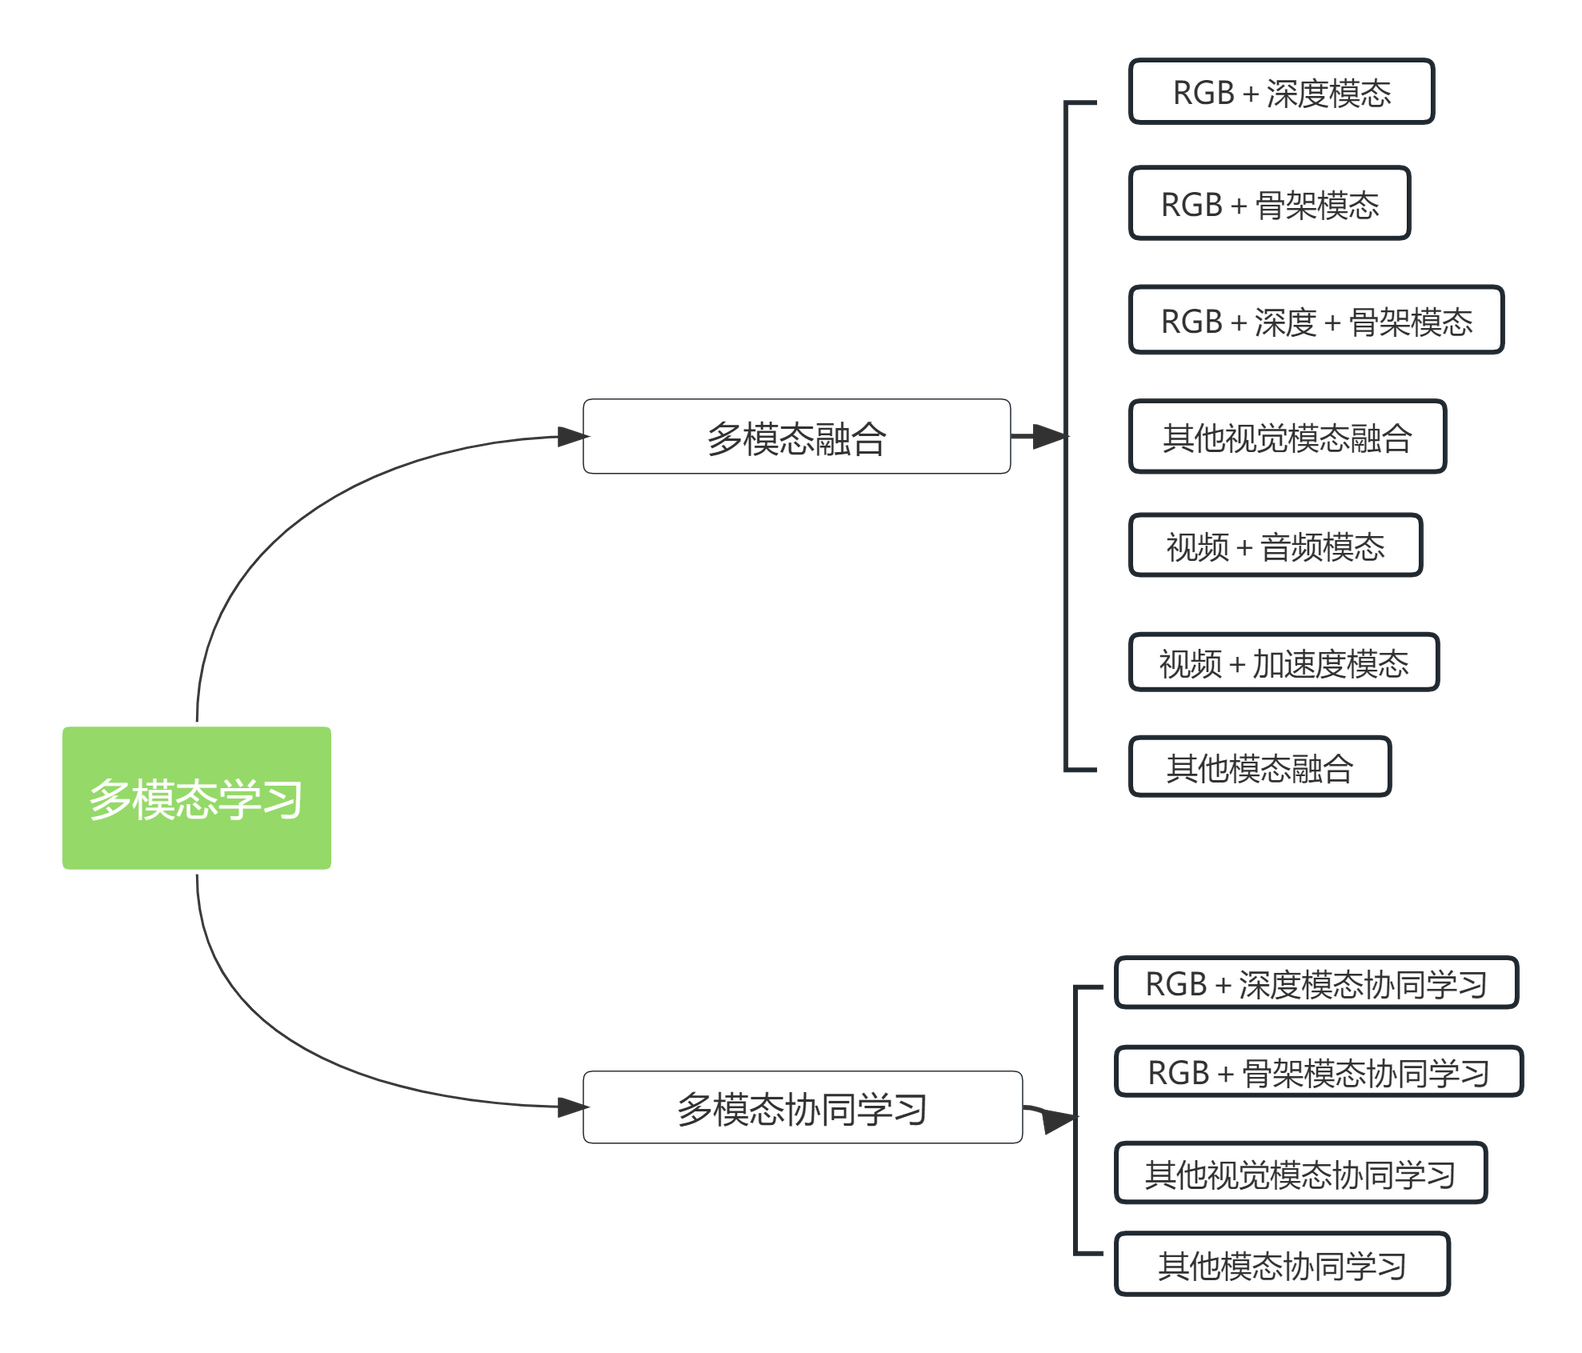 多模态学习
多模态融合
RGB + 深度模态
RGB + 骨架模态
RGB + 深度 + 骨架模态
其他视觉模态融合
视频 + 音频模态
视频 + 加速度模态
其他模态融合
多模态协同学习
RGB + 深度模态协同学习
RGB + 骨架模态协同学习
其他视觉模态协同学习
其他模态协同学习